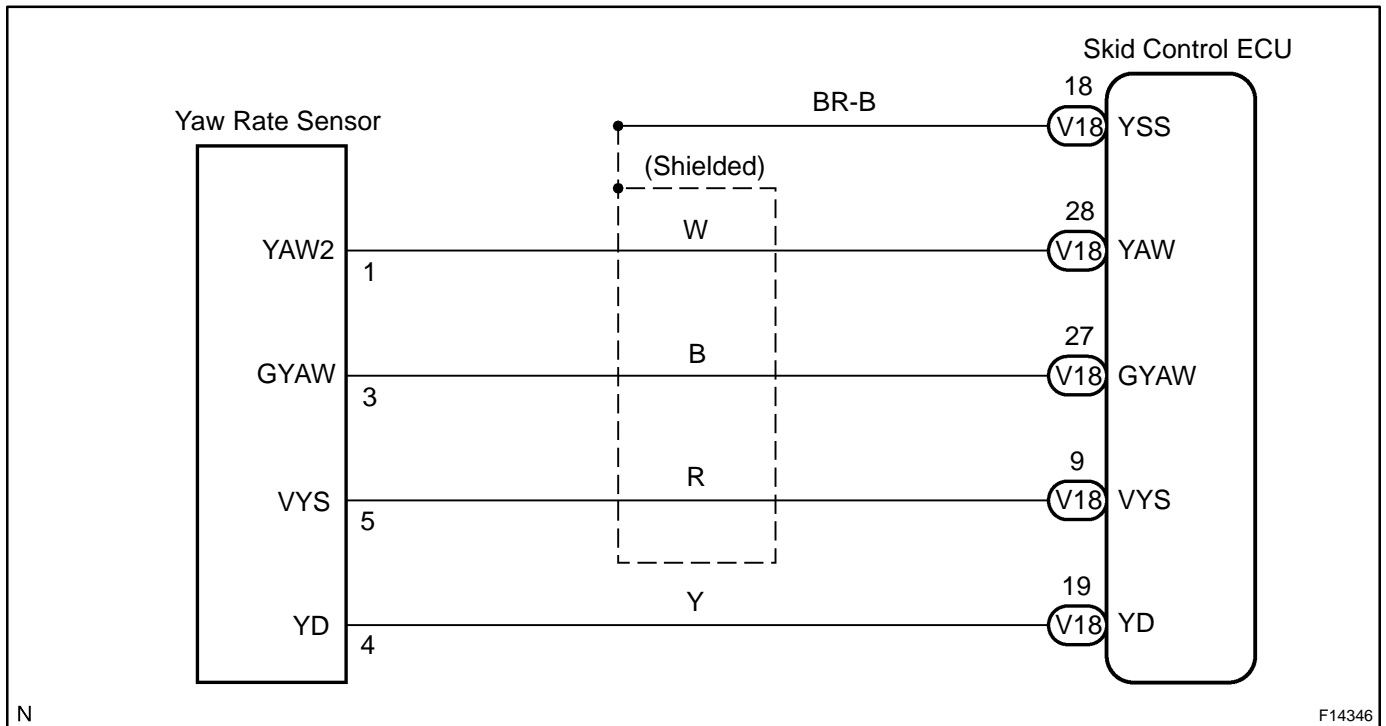 Skid Control ECU
Yaw Rate Sensor
18
BR-B
V18
YSS
(Shielded)
28
W
YAW2
V18
YAW
1
27
B
GYAW
V18
GYAW
3
9
R
VYS
V18
VYS
5
19
Y
YD
V18
YD
4
N
F14346